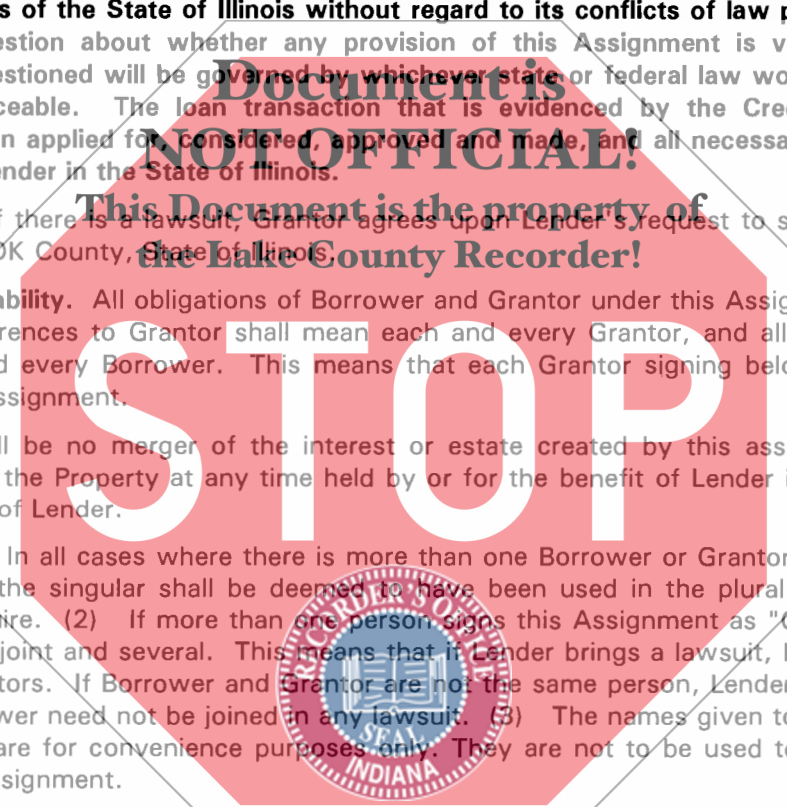 s of the State of Illinois without regard to its conflicts of law p
estion about whether any provision of this Assignment is v
estioned will be governed by whichever state or federal law wo
ceable. The loan transaction that is evidenced by the Cre
n applied for, considered, approved and made, and all necessa
ender in the State of Illinois.
Document is
NOT OFFICIAL!
This Document is the property of
the Lake County Recorder!
f there is a lawsuit, Grantor agrees upon Lender's request to s
OK County, State of Illinois.
ability. All obligations of Borrower and Grantor under this Assig
rences to Grantor shall mean each and every Grantor, and all
d every Borrower. This means that each Grantor signing belo
ssignment.
STOP
ll be no merger of the interest or estate created by this ass
the Property at any time held by or for the benefit of Lender i
of Lender.
In all cases where there is more than one Borrower or Grantor
the singular shall be deemed to have been used in the plural
ire. (2) If more than one person signs this Assignment as "G
joint and several. This means that if Lender brings a lawsuit, L
tors. If Borrower and Grantor are not the same person, Lender
wer need not be joined in any lawsuit. (3) The names given to
are for convenience purposes only. They are not to be used to
signment.
RECORDER'S OFFICE
SEAL
INDIANA